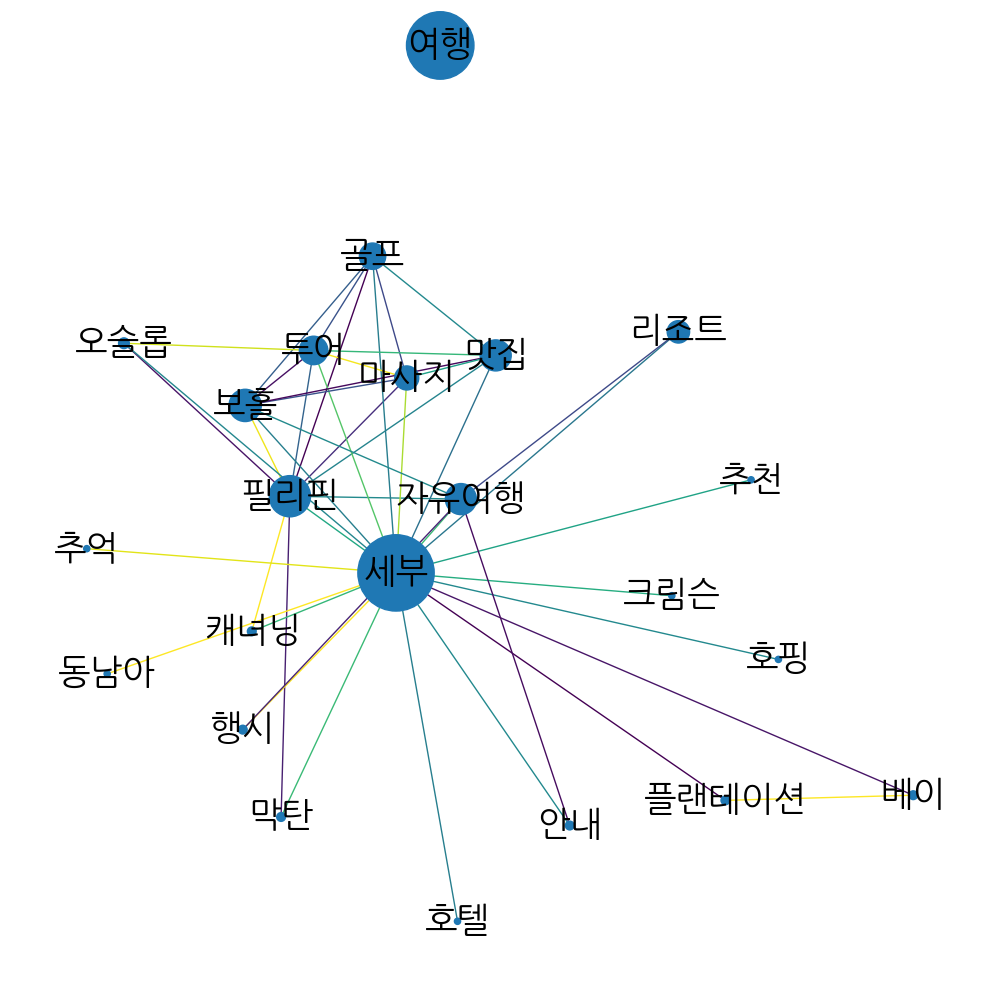 여행
골프
오슬롭
투어
리조트
맛집
마사지
보홀
추천
필리핀
자유여행
추억
세부
크림슨
캐녀닝
호핑
동남아
행시
플랜테이션
베이
막탄
안내
호텔